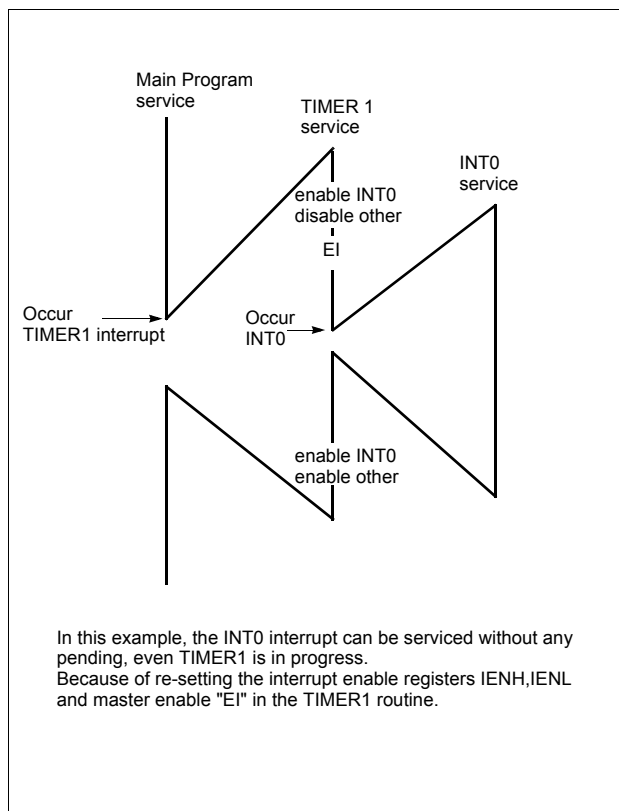 Main Program
service
TIMER 1
service
INT0
service
enable INT0
disable other
EI
Occur
TIMER1 interrupt
Occur
INT0
enable INT0
enable other
In this example, the INT0 interrupt can be serviced without any
pending, even TIMER1 is in progress.
Because of re-setting the interrupt enable registers IENH,IENL
and master enable "EI" in the TIMER1 routine.